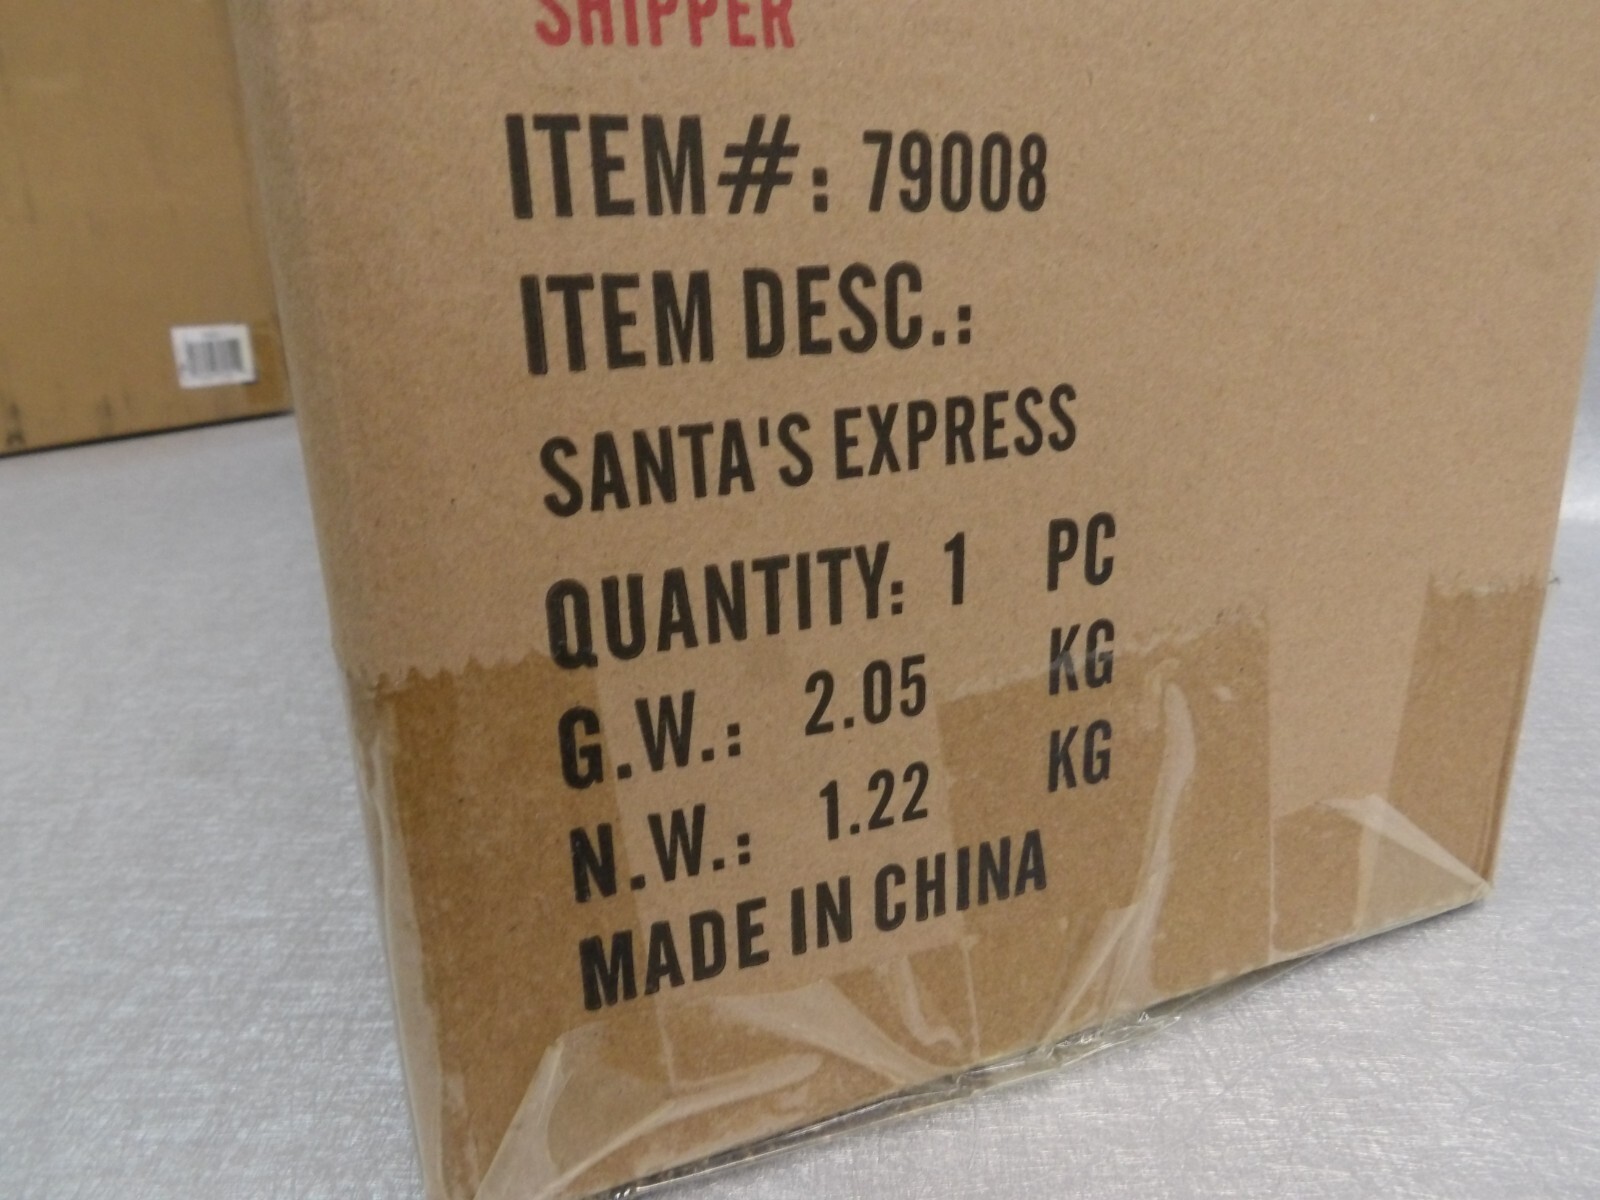 SHIPPER
ITEM#: 79008
ITEM DESC.:
SANTA'S EXPRESS
QUANTITY: 1 PC
G.W.: 2.05 KG
N.W.: 1.22 KG
MADE IN CHINA